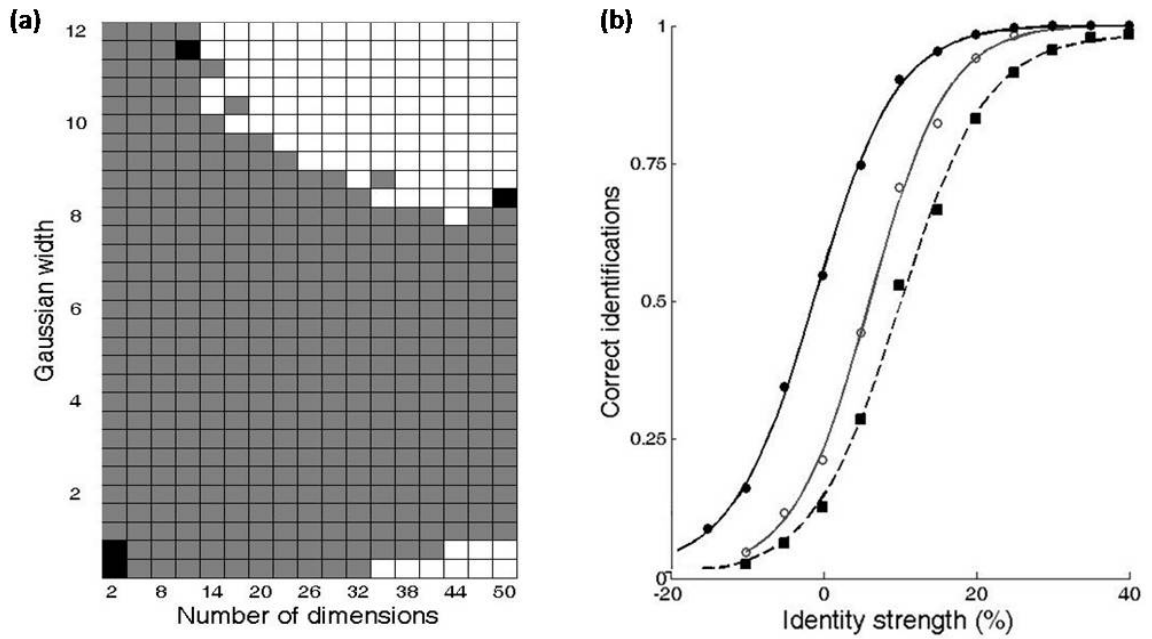 (a)
Gaussian width
12
10
8
6
4
2
2 8 14 20 26 32 38 44 50
Number of dimensions
(b)
Correct identifications
1
0.75
0.5
0.25
0
-20 0 20 40
Identity strength (%)